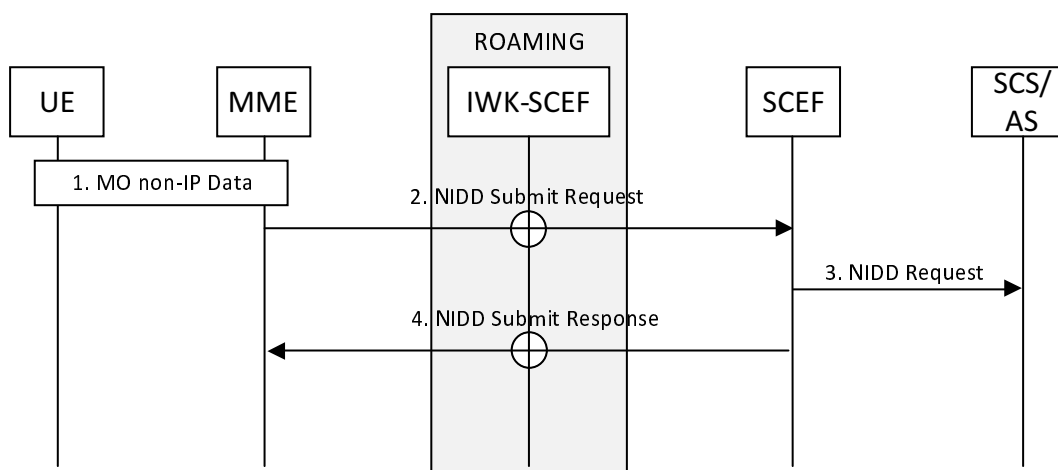 ROAMING
UE
MME
IWK-SCEF
SCEF
SCS/
AS
1. MO non-IP Data
2. NIDD Submit Request
3. NIDD Request
4. NIDD Submit Response